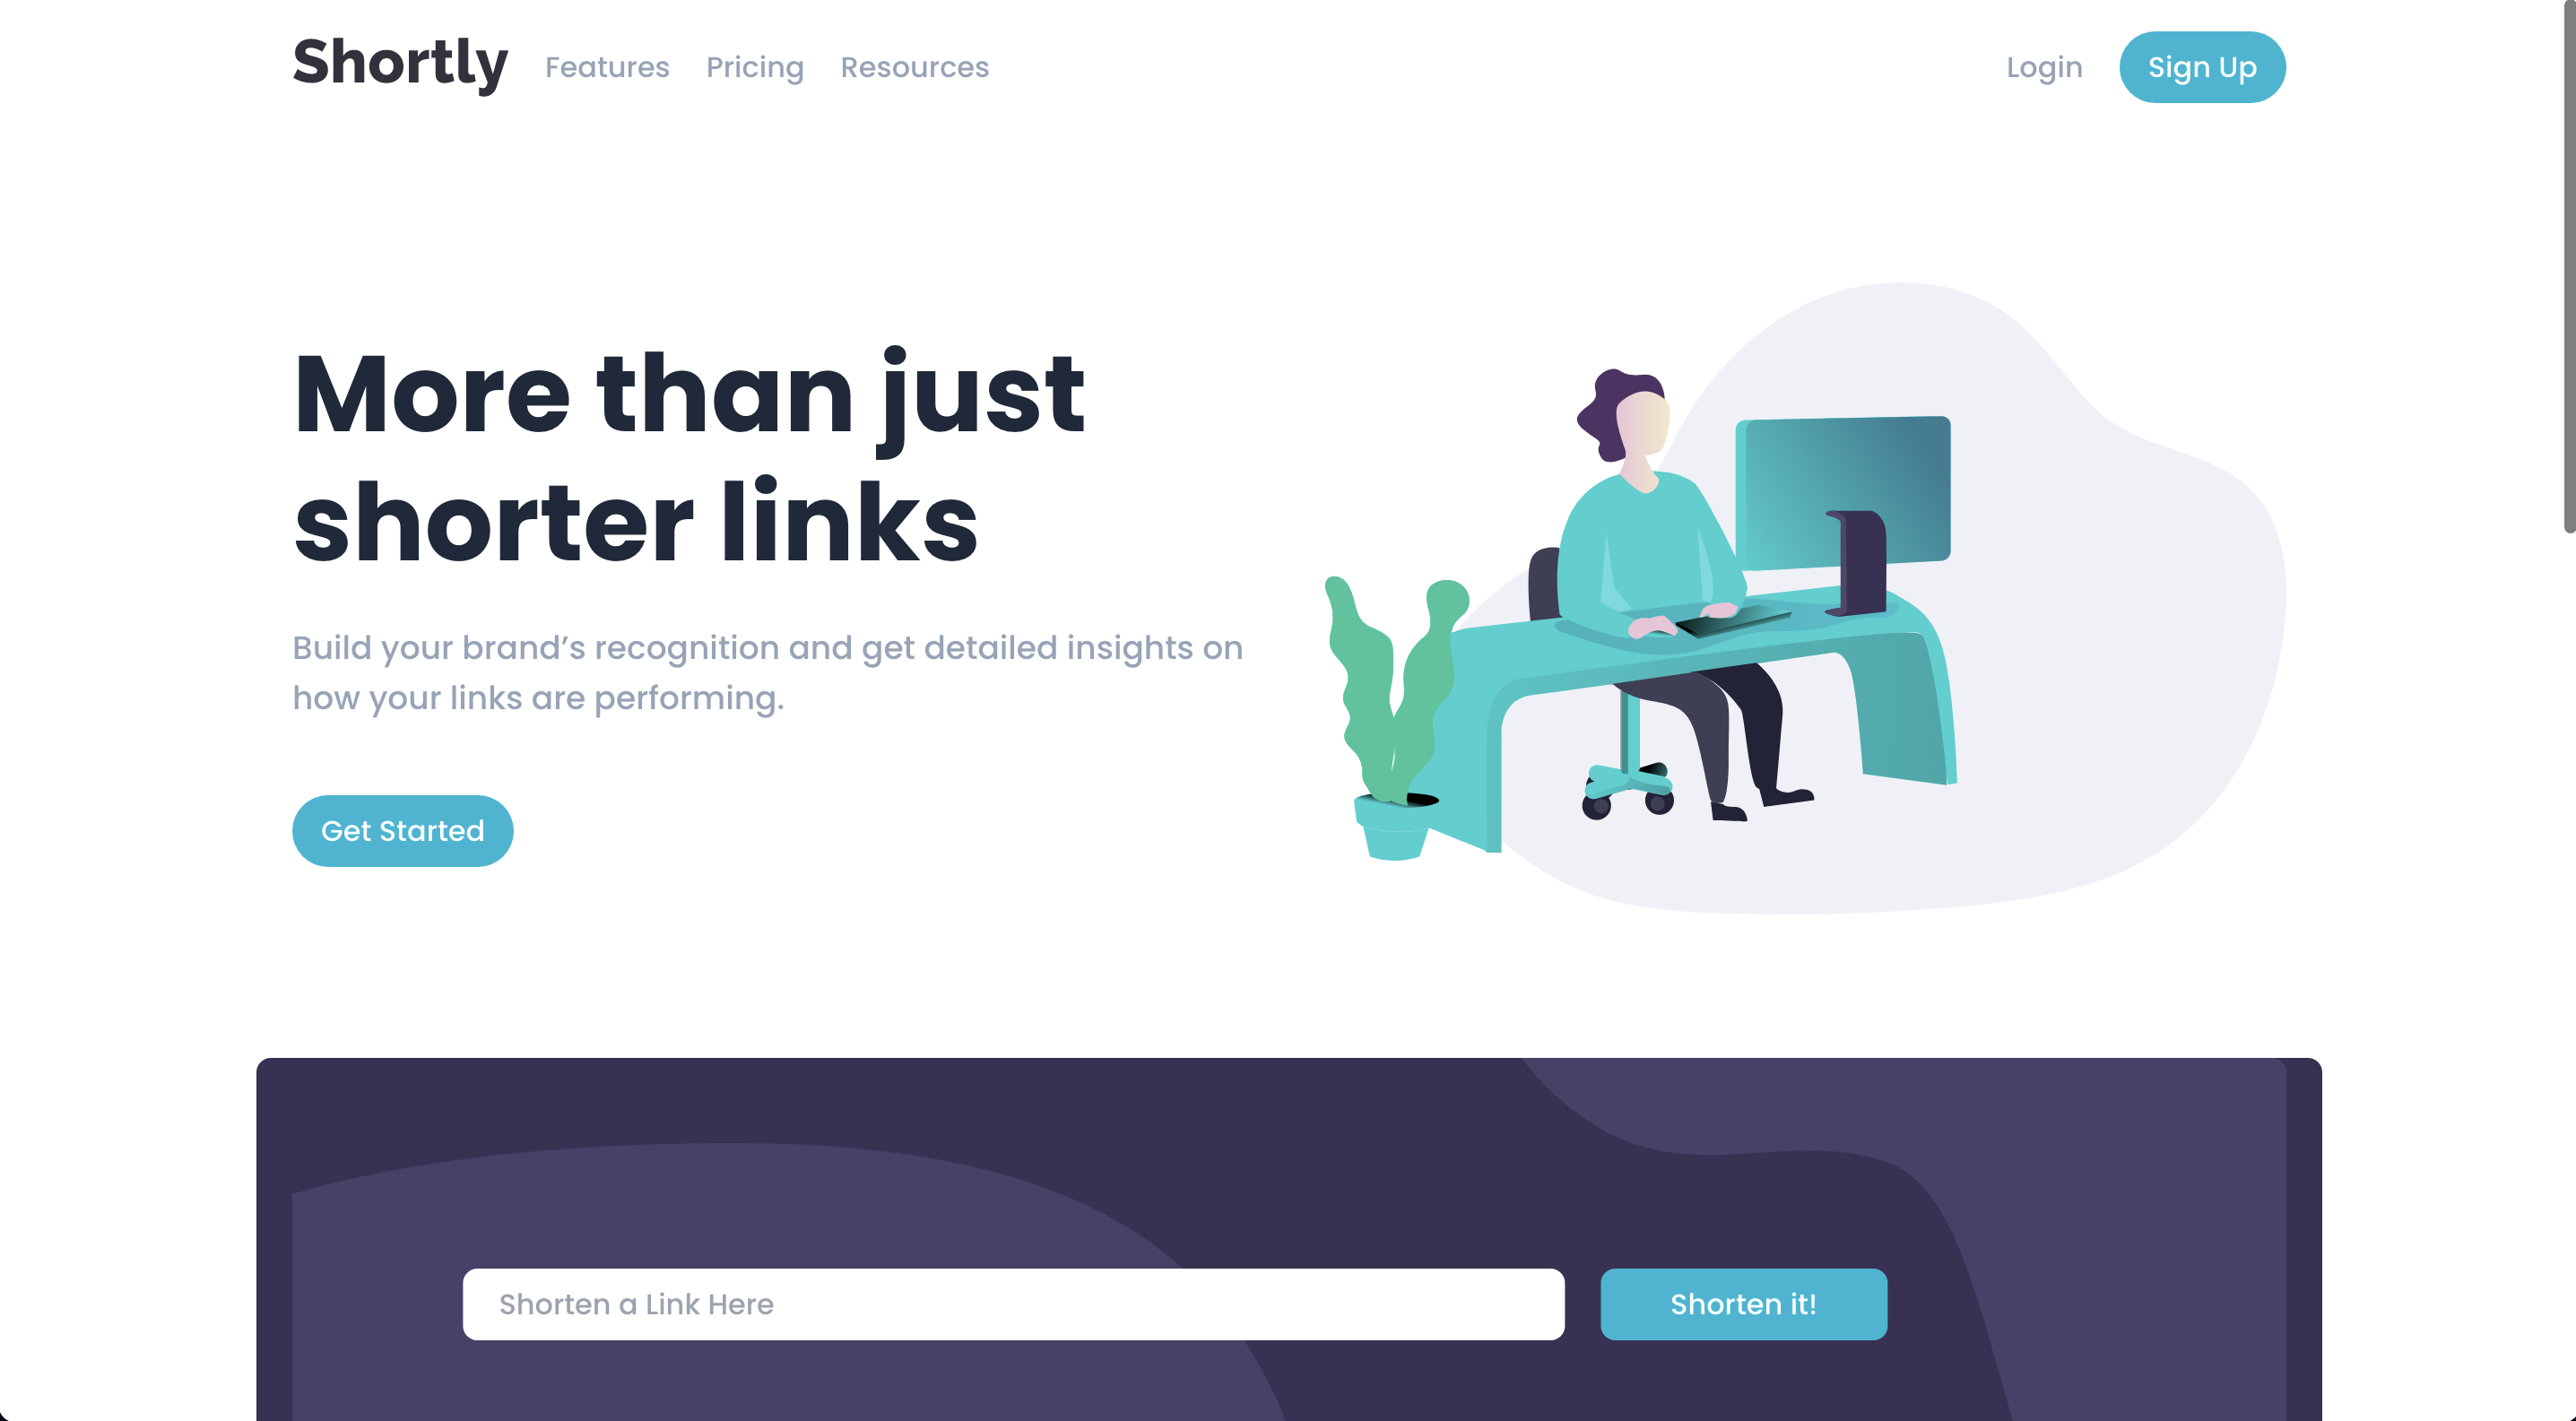 Shortly
Features
Pricing
Resources
Login
Sign Up
More than just
shorter links
Build your brand’s recognition and get detailed insights on
how your links are performing.
Get Started
Shorten a Link Here
Shorten it!